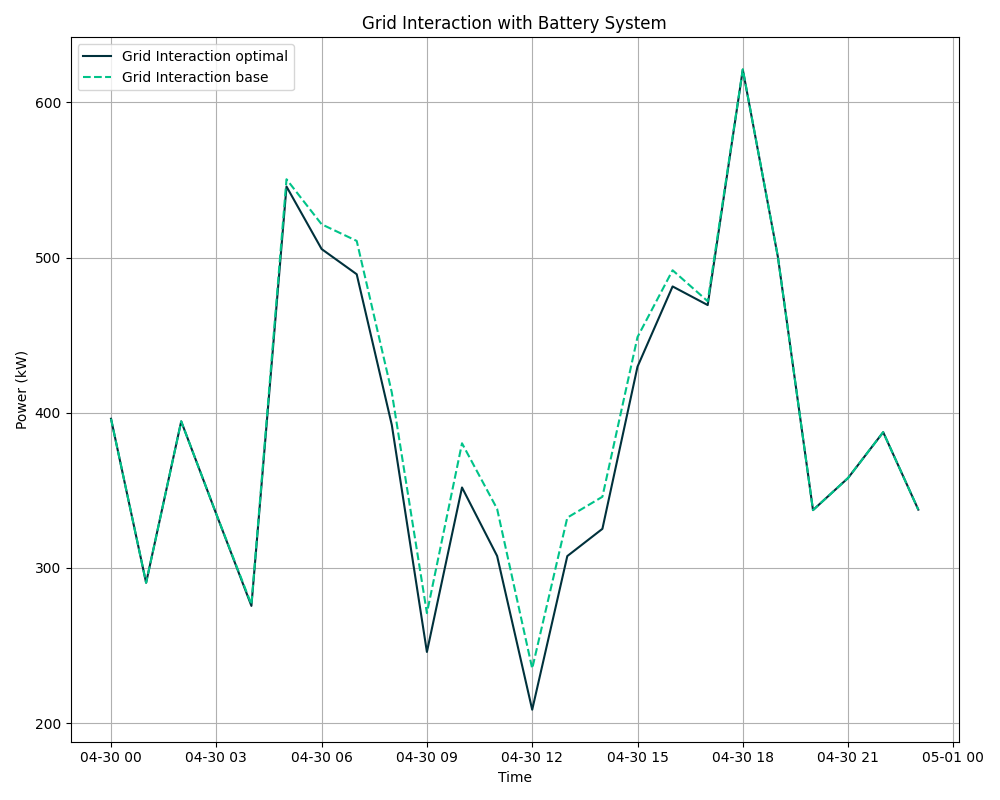 Grid Interaction with Battery System
Grid Interaction optimal
Grid Interaction base
Power (kW)
600
500
400
300
200
04-30 00 04-30 03 04-30 06 04-30 09 04-30 12 04-30 15 04-30 18 04-30 21 05-01 00
Time